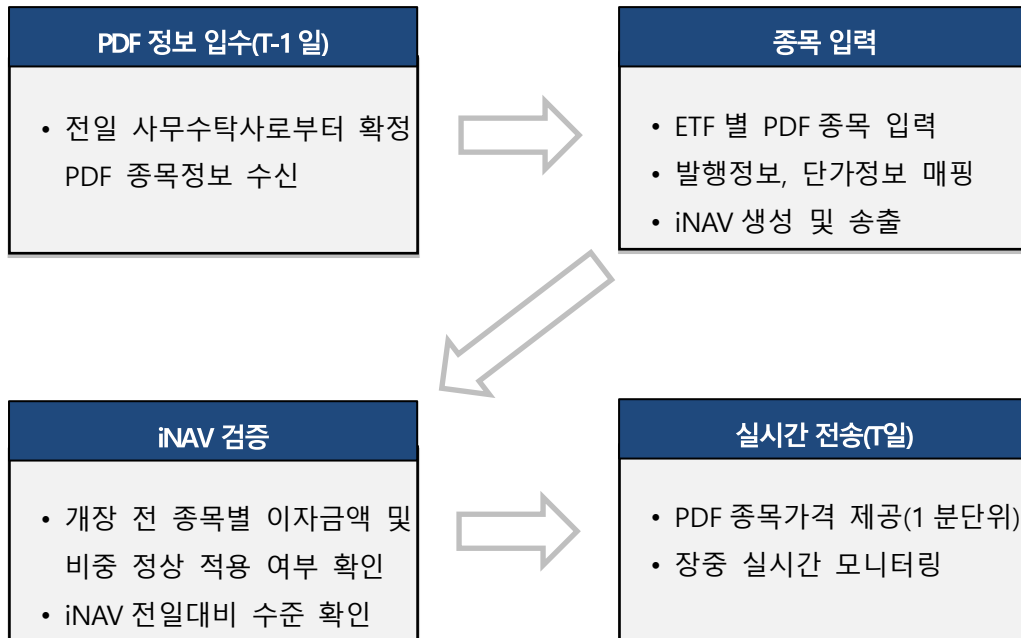 PDF 정보 입수(T-1 일)
• 전일 사무수탁사로부터 확정
PDF 종목정보 수신
종목 입력
• ETF 별 PDF 종목 입력
• 발행정보, 단가정보 매핑
• iNAV 생성 및 송출
iNAV 검증
• 개장 전 종목별 이자금액 및
비중 정상 적용 여부 확인
• iNAV 전일대비 수준 확인
실시간 전송(T일)
• PDF 종목가격 제공(1 분단위)
• 장중 실시간 모니터링